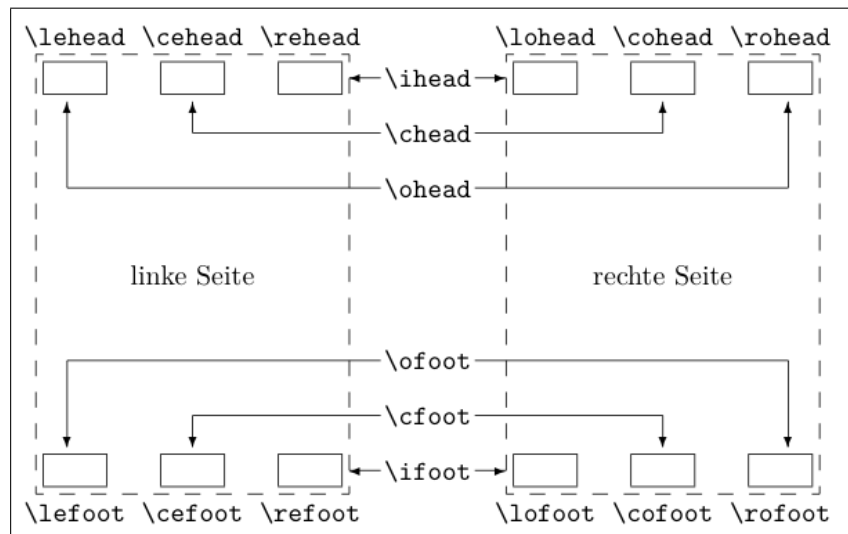 \lehead \cehead \rehead \lohead \cohead \rohead
\ihead
\chead
\ohead
linke Seite rechte Seite
\ofoot
\cfoot
\ifoot
\lefoot \cefoot \refoot \lofoot \cofoot \rofoot